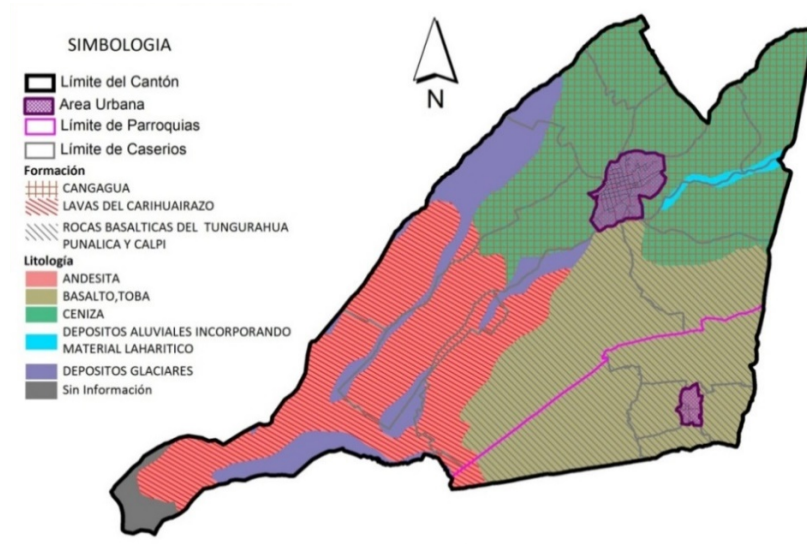 SIMBOLOGIA
N
Límite del Cantón
Area Urbana
Límite de Parroquias
Límite de Caserios
Formación
CANGAGUA
LAVAS DEL CARIHUAIRAZO
ROCAS BASALTICAS DEL TUNGURAHUA
PUNALICA Y CALPI
Litología
ANDESITA
BASALTO,TOBA
CENIZA
DEPOSITOS ALUVIALES INCORPORANDO
MATERIAL LAHARITICO
DEPOSITOS GLACIARES
Sin Información